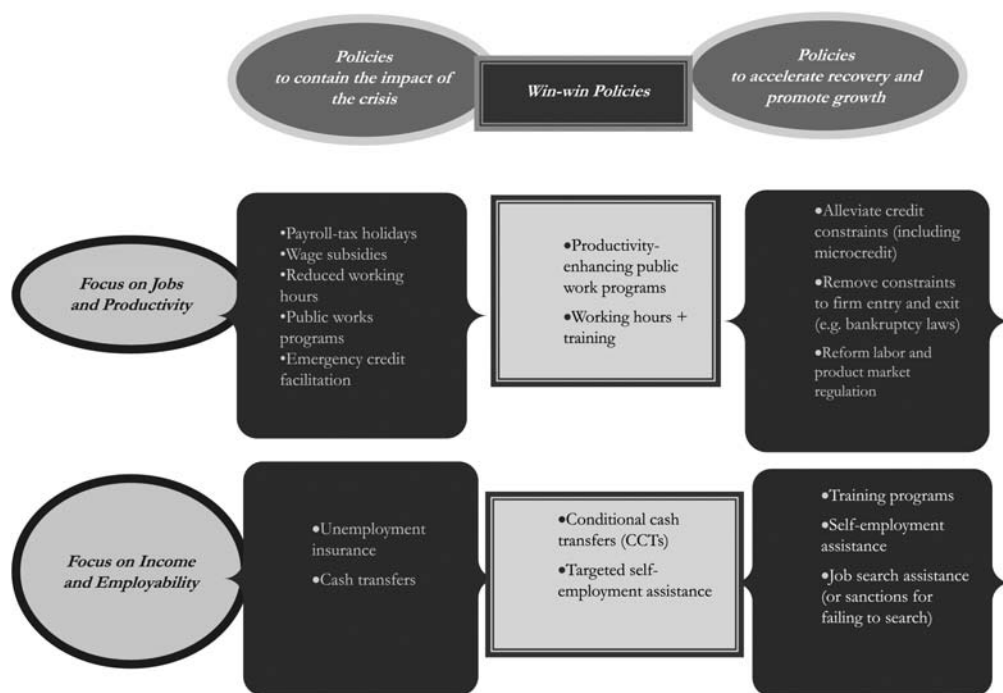 Policies
to contain the impact of
the crisis
Win-win Policies
Policies
to accelerate recovery and
promote growth
Focus on Jobs
and Productivity
•Payroll-tax holidays
•Wage subsidies
•Reduced working
hours
•Public works
programs
•Emergency credit
facilitation
•Productivity-
enhancing public
work programs
•Working hours +
training
•Alleviate credit
constraints (including
microcredit)
•Remove constraints
to firm entry and exit
(e.g. bankruptcy laws)
•Reform labor and
product market
regulation
Focus on Income
and Employability
•Unemployment
insurance
•Cash transfers
•Conditional cash
transfers (CCTs)
•Targeted self-
employment assistance
•Training programs
•Self-employment
assistance
•Job search assistance
(or sanctions for
failing to search)